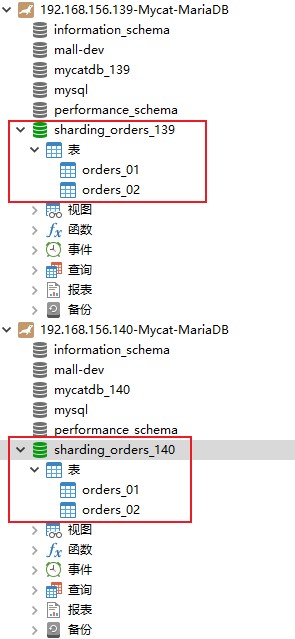 192.168.156.139-Mycat-MariaDB
information_schema
mall-dev
mycatdb_139
mysql
performance_schema
sharding_orders_139
表
orders_01
orders_02
视图
函数
事件
查询
报表
备份
192.168.156.140-Mycat-MariaDB
information_schema
mall-dev
mycatdb_140
mysql
performance_schema
sharding_orders_140
表
orders_01
orders_02
视图
函数
事件
查询
报表
备份